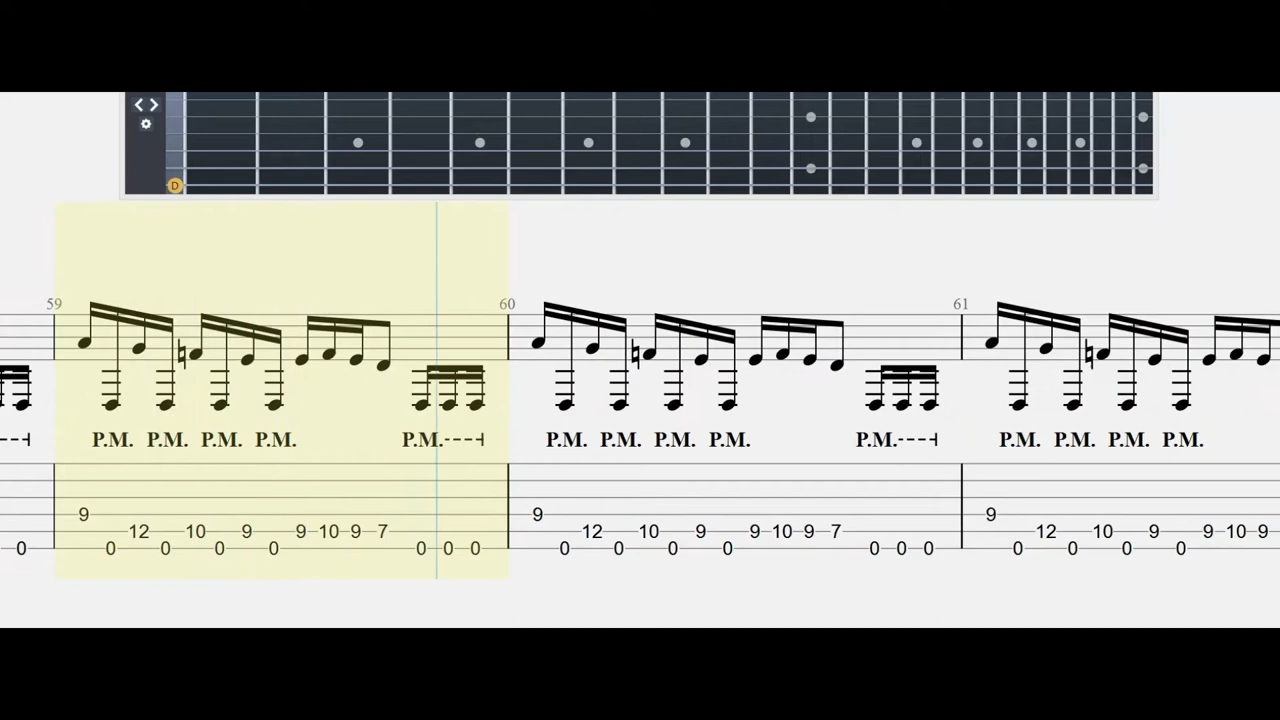 D
59 60 61
P.M. P.M. P.M. P.M. P.M. P.M. P.M. P.M. P.M. P.M. P.M. P.M. P.M. P.M.
9 9 9
12 10 9 9 10 9 7 12 10 9 9 10 9 7 12 10 9 9 10 9
0 0 0 0 0 0 0 0 0 0 0 0 0 0 0 0 0 0 0